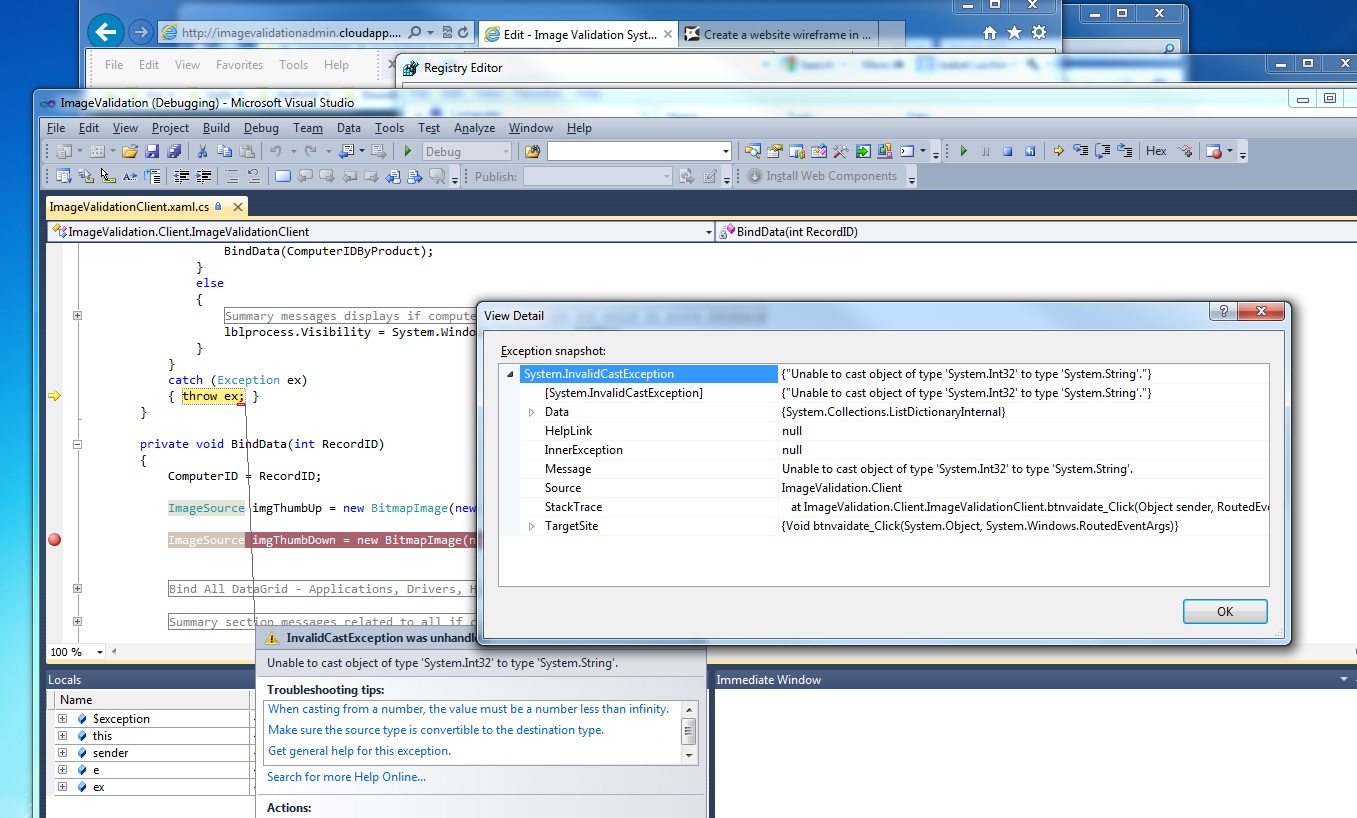 http://imagevalidationadmin.cloudapp....
Edit - Image Validation Syst...
Create a website wireframe in ...
File Edit View Favorites Tools Help
Registry Editor
ImageValidation (Debugging) - Microsoft Visual Studio
File Edit View Project Build Debug Team Data Tools Test Analyze Window Help
Debug
Hex
Publish:
Install Web Components
ImageValidationClient.xaml.cs
ImageValidation.Client.ImageValidationClient
BindData(int RecordID)
BindData(ComputerIDByProduct);
}
else
{
Summary messages displays if compute
lblprocess.Visibility = System.Windo
}
}
catch (Exception ex)
{ throw ex; }
}
private void BindData(int RecordID)
{
ComputerID = RecordID;
ImageSource imgThumbUp = new BitmapImage(new
ImageSource imgThumbDown = new BitmapImage(n
Bind All DataGrid - Applications, Drivers, H
Summary section messages related to all if c
100 %
View Detail
Exception snapshot:
System.InvalidCastException {"Unable to cast object of type 'System.Int32' to type 'System.String'."}
[System.InvalidCastException] {"Unable to cast object of type 'System.Int32' to type 'System.String'."}
Data {System.Collections.ListDictionaryInternal}
HelpLink null
InnerException null
Message Unable to cast object of type 'System.Int32' to type 'System.String'.
Source ImageValidation.Client
StackTrace at ImageValidation.Client.ImageValidationClient.btnvaidate_Click(Object sender, RoutedEve
TargetSite {Void btnvaidate_Click(System.Object, System.Windows.RoutedEventArgs)}
OK
InvalidCastException was unhandle
Unable to cast object of type 'System.Int32' to type 'System.String'.
Troubleshooting tips:
When casting from a number, the value must be a number less than infinity.
Make sure the source type is convertible to the destination type.
Get general help for this exception.
Search for more Help Online...
Actions:
Locals
Name
$exception
this
sender
e
ex
Immediate Window